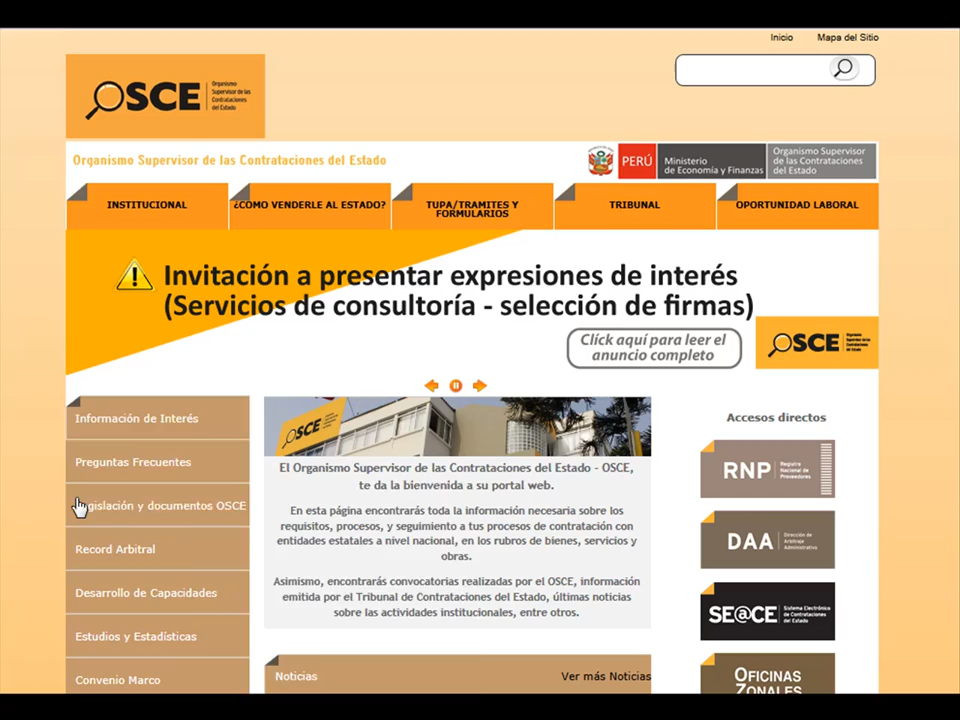 Inicio
Mapa del Sitio
OSCE
Organismo
Supervisor de las
Contrataciones
del Estado
Organismo Supervisor de las Contrataciones del Estado
PERÚ
Ministerio
de Economía y Finanzas
Organismo Supervisor
de las Contrataciones
del Estado
INSTITUCIONAL
¿COMO VENDERLE AL ESTADO?
TUPA/TRAMITES Y
FORMULARIOS
TRIBUNAL
OPORTUNIDAD LABORAL
Invitación a presentar expresiones de interés
(Servicios de consultoría - selección de firmas)
Clíck aquí para leer el
anuncio completo
OSCE
Información de Interés
Preguntas Frecuentes
gislación y documentos OSCE
Record Arbitral
Desarrollo de Capacidades
Estudios y Estadísticas
Convenio Marco
OSCE
El Organismo Supervisor de las Contrataciones del Estado - OSCE,
te da la bienvenida a su portal web.
En esta página encontrarás toda la información necesaria sobre los
requisitos, procesos, y seguimiento a tus procesos de contratación con
entidades estatales a nivel nacional, en los rubros de bienes, servicios y
obras.
Asimismo, encontrarás convocatorias realizadas por el OSCE, información
emitida por el Tribunal de Contrataciones del Estado, últimas noticias
sobre las actividades institucionales, entre otros.
Noticias
Ver más Noticias
Accesos directos
RNP
Registro
Nacional de
Proveedores
DAA
Dirección de
Arbitraje
Administrativo
SE@CE
Sistema Electrónico
de Contrataciones
del Estado
OFICINAS
ZONALES